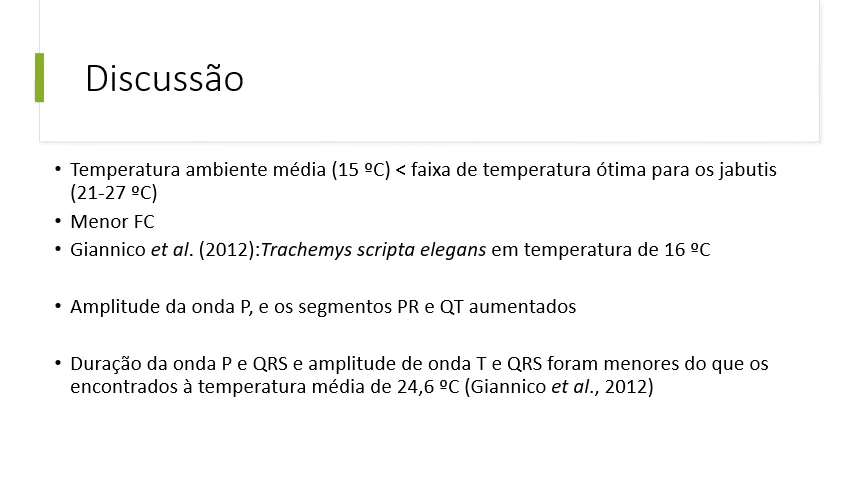 Discussão
• Temperatura ambiente média (15 ºC) < faixa de temperatura ótima para os jabutis
(21-27 ºC)
• Menor FC
• Giannico et al. (2012):Trachemys scripta elegans em temperatura de 16 ºC
• Amplitude da onda P, e os segmentos PR e QT aumentados
• Duração da onda P e QRS e amplitude de onda T e QRS foram menores do que os
encontrados à temperatura média de 24,6 ºC (Giannico et al., 2012)